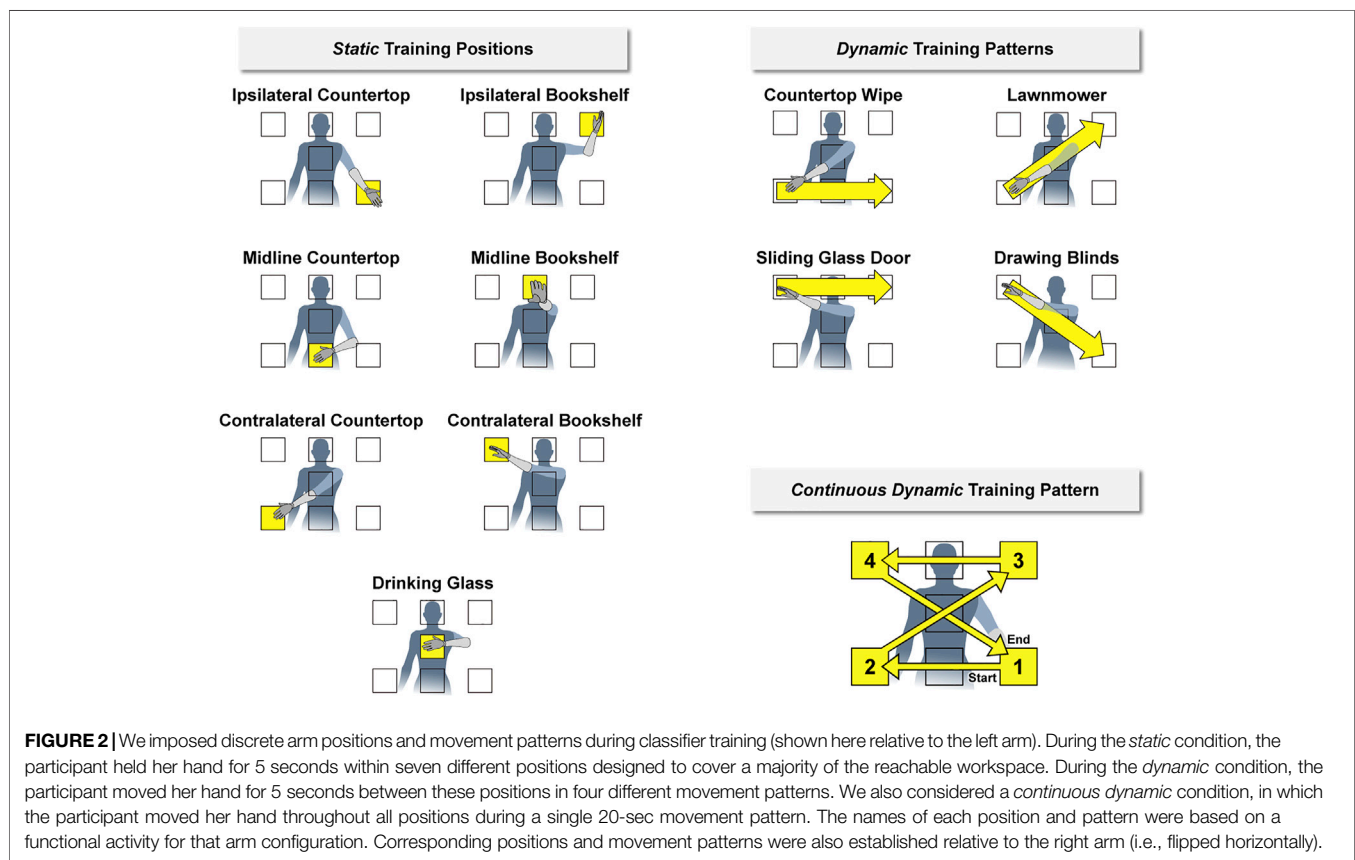 Static Training Positions
Ipsilateral Countertop
Ipsilateral Bookshelf
Midline Countertop
Midline Bookshelf
Contralateral Countertop
Contralateral Bookshelf
Drinking Glass
Dynamic Training Patterns
Countertop Wipe
Lawnmower
Sliding Glass Door
Drawing Blinds
Continuous Dynamic Training Pattern
4
3
End
2
1
Start
FIGURE 2 | We imposed discrete arm positions and movement patterns during classifier training (shown here relative to the left arm). During the static condition, the
participant held her hand for 5 seconds within seven different positions designed to cover a majority of the reachable workspace. During the dynamic condition, the
participant moved her hand for 5 seconds between these positions in four different movement patterns. We also considered a continuous dynamic condition, in which
the participant moved her hand throughout all positions during a single 20-sec movement pattern. The names of each position and pattern were based on a
functional activity for that arm configuration. Corresponding positions and movement patterns were also established relative to the right arm (i.e., flipped horizontally).